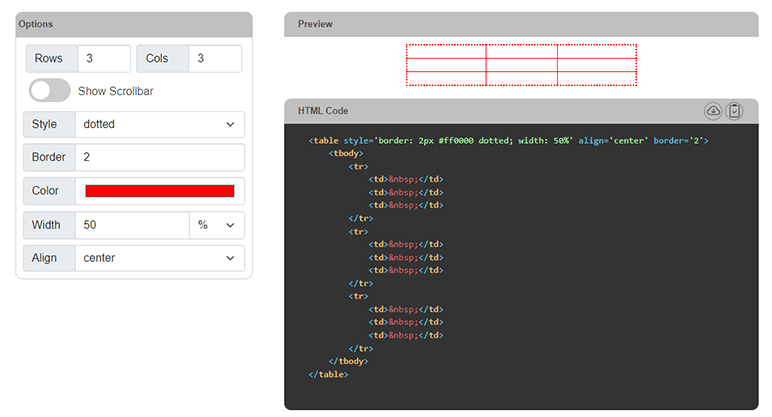 Options
Rows 3 Cols 3
Show Scrollbar
Style dotted
Border 2
Color
Width 50 %
Align center
Preview
HTML Code
<table style='border: 2px #ff0000 dotted; width: 50%' align='center' border='2'>
    <tbody>
        <tr>
            <td>&nbsp;</td>
            <td>&nbsp;</td>
            <td>&nbsp;</td>
        </tr>
        <tr>
            <td>&nbsp;</td>
            <td>&nbsp;</td>
            <td>&nbsp;</td>
        </tr>
        <tr>
            <td>&nbsp;</td>
            <td>&nbsp;</td>
            <td>&nbsp;</td>
        </tr>
    </tbody>
</table>